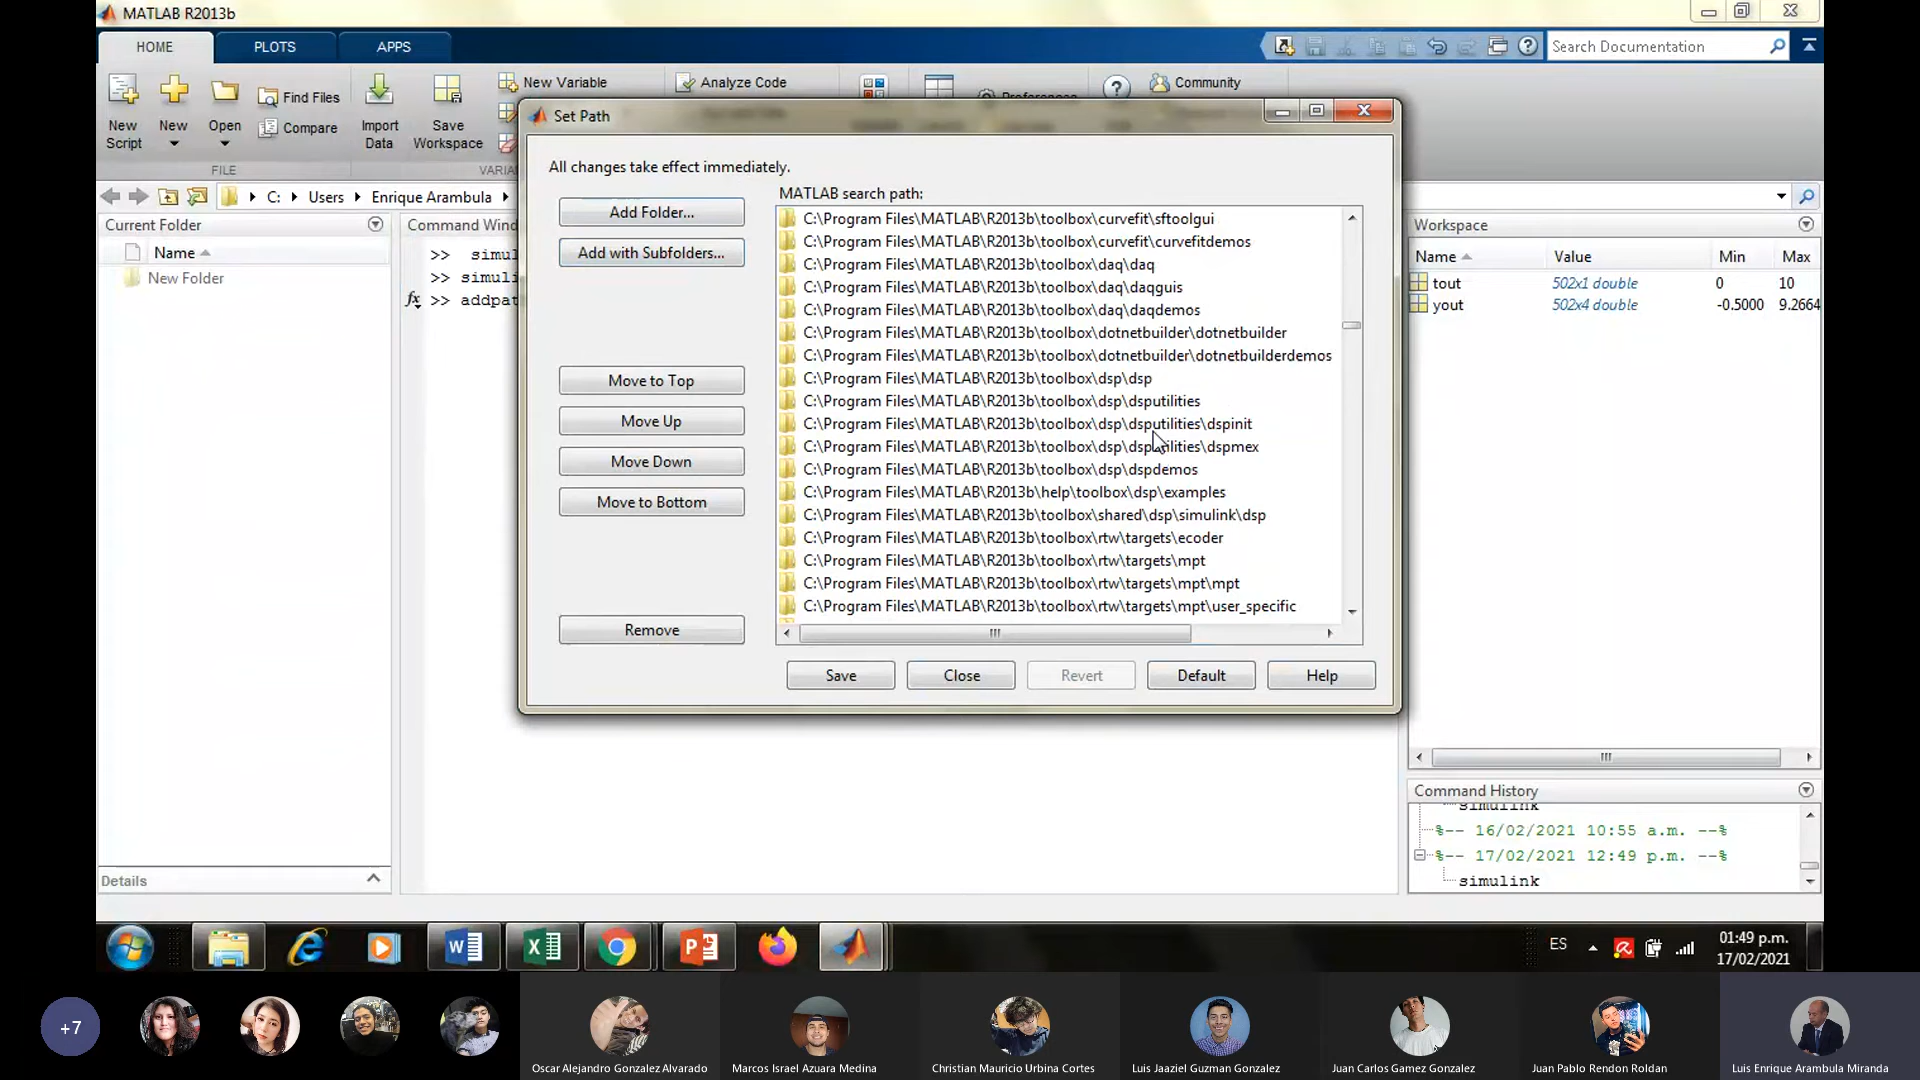 MATLAB R2013b
HOME
PLOTS
APPS
Search Documentation
New Script
New
Open
Find Files
Compare
Import Data
Save Workspace
New Variable
Analyze Code
Preferences
Community
FILE
VARIA
C:
Users
Enrique Arambula
Current Folder
Name
New Folder
Details
Command Wind
>> simul
>> simuli
fx >> addpat
Set Path
All changes take effect immediately.
Add Folder...
Add with Subfolders...
Move to Top
Move Up
Move Down
Move to Bottom
Remove
MATLAB search path:
C:\Program Files\MATLAB\R2013b\toolbox\curvefit\sftoolgui
C:\Program Files\MATLAB\R2013b\toolbox\curvefit\curvefitdemos
C:\Program Files\MATLAB\R2013b\toolbox\daq\daq
C:\Program Files\MATLAB\R2013b\toolbox\daq\daqguis
C:\Program Files\MATLAB\R2013b\toolbox\daq\daqdemos
C:\Program Files\MATLAB\R2013b\toolbox\dotnetbuilder\dotnetbuilder
C:\Program Files\MATLAB\R2013b\toolbox\dotnetbuilder\dotnetbuilderdemos
C:\Program Files\MATLAB\R2013b\toolbox\dsp\dsp
C:\Program Files\MATLAB\R2013b\toolbox\dsp\dsputilities
C:\Program Files\MATLAB\R2013b\toolbox\dsp\dsputilities\dspinit
C:\Program Files\MATLAB\R2013b\toolbox\dsp\dsputilities\dspmex
C:\Program Files\MATLAB\R2013b\toolbox\dsp\dspdemos
C:\Program Files\MATLAB\R2013b\help\toolbox\dsp\examples
C:\Program Files\MATLAB\R2013b\toolbox\shared\dsp\simulink\dsp
C:\Program Files\MATLAB\R2013b\toolbox\rtw\targets\ecoder
C:\Program Files\MATLAB\R2013b\toolbox\rtw\targets\mpt
C:\Program Files\MATLAB\R2013b\toolbox\rtw\targets\mpt\mpt
C:\Program Files\MATLAB\R2013b\toolbox\rtw\targets\mpt\user_specific
Save
Close
Revert
Default
Help
Workspace
Name Value Min Max
tout 502x1 double 0 10
yout 502x4 double -0.5000 9.2664
Command History
simulink
%-- 16/02/2021 10:55 a.m. --%
%-- 17/02/2021 12:49 p.m. --%
simulink
ES
01:49 p.m.
17/02/2021
+7
Oscar Alejandro Gonzalez Alvarado
Marcos Israel Azuara Medina
Christian Mauricio Urbina Cortes
Luis Jaaziel Guzman Gonzalez
Juan Carlos Gamez Gonzalez
Juan Pablo Rendon Roldan
Luis Enrique Arambula Miranda